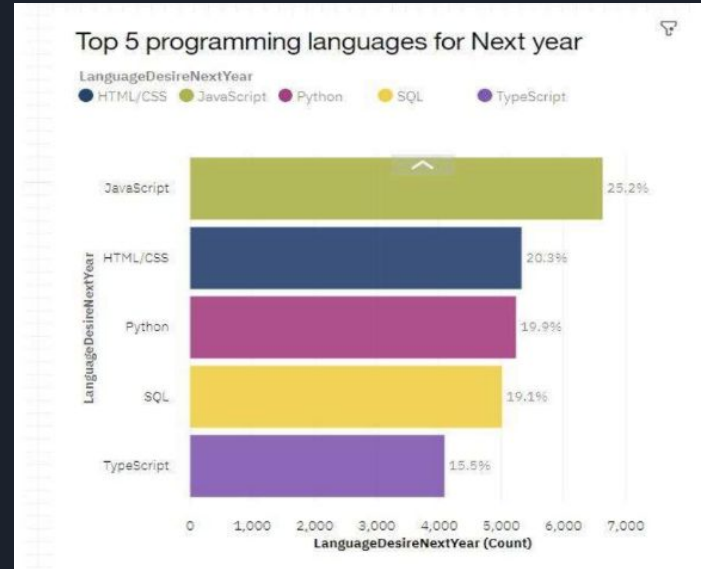 Top 5 programming languages for Next year
LanguageDesireNextYear
HTML/CSS JavaScript Python SQL TypeScript
JavaScript 25.2%
HTML/CSS 20.3%
Python 19.9%
SQL 19.1%
TypeScript 15.5%
LanguageDesireNextYear
0 1,000 2,000 3,000 4,000 5,000 6,000 7,000
LanguageDesireNextYear (Count)